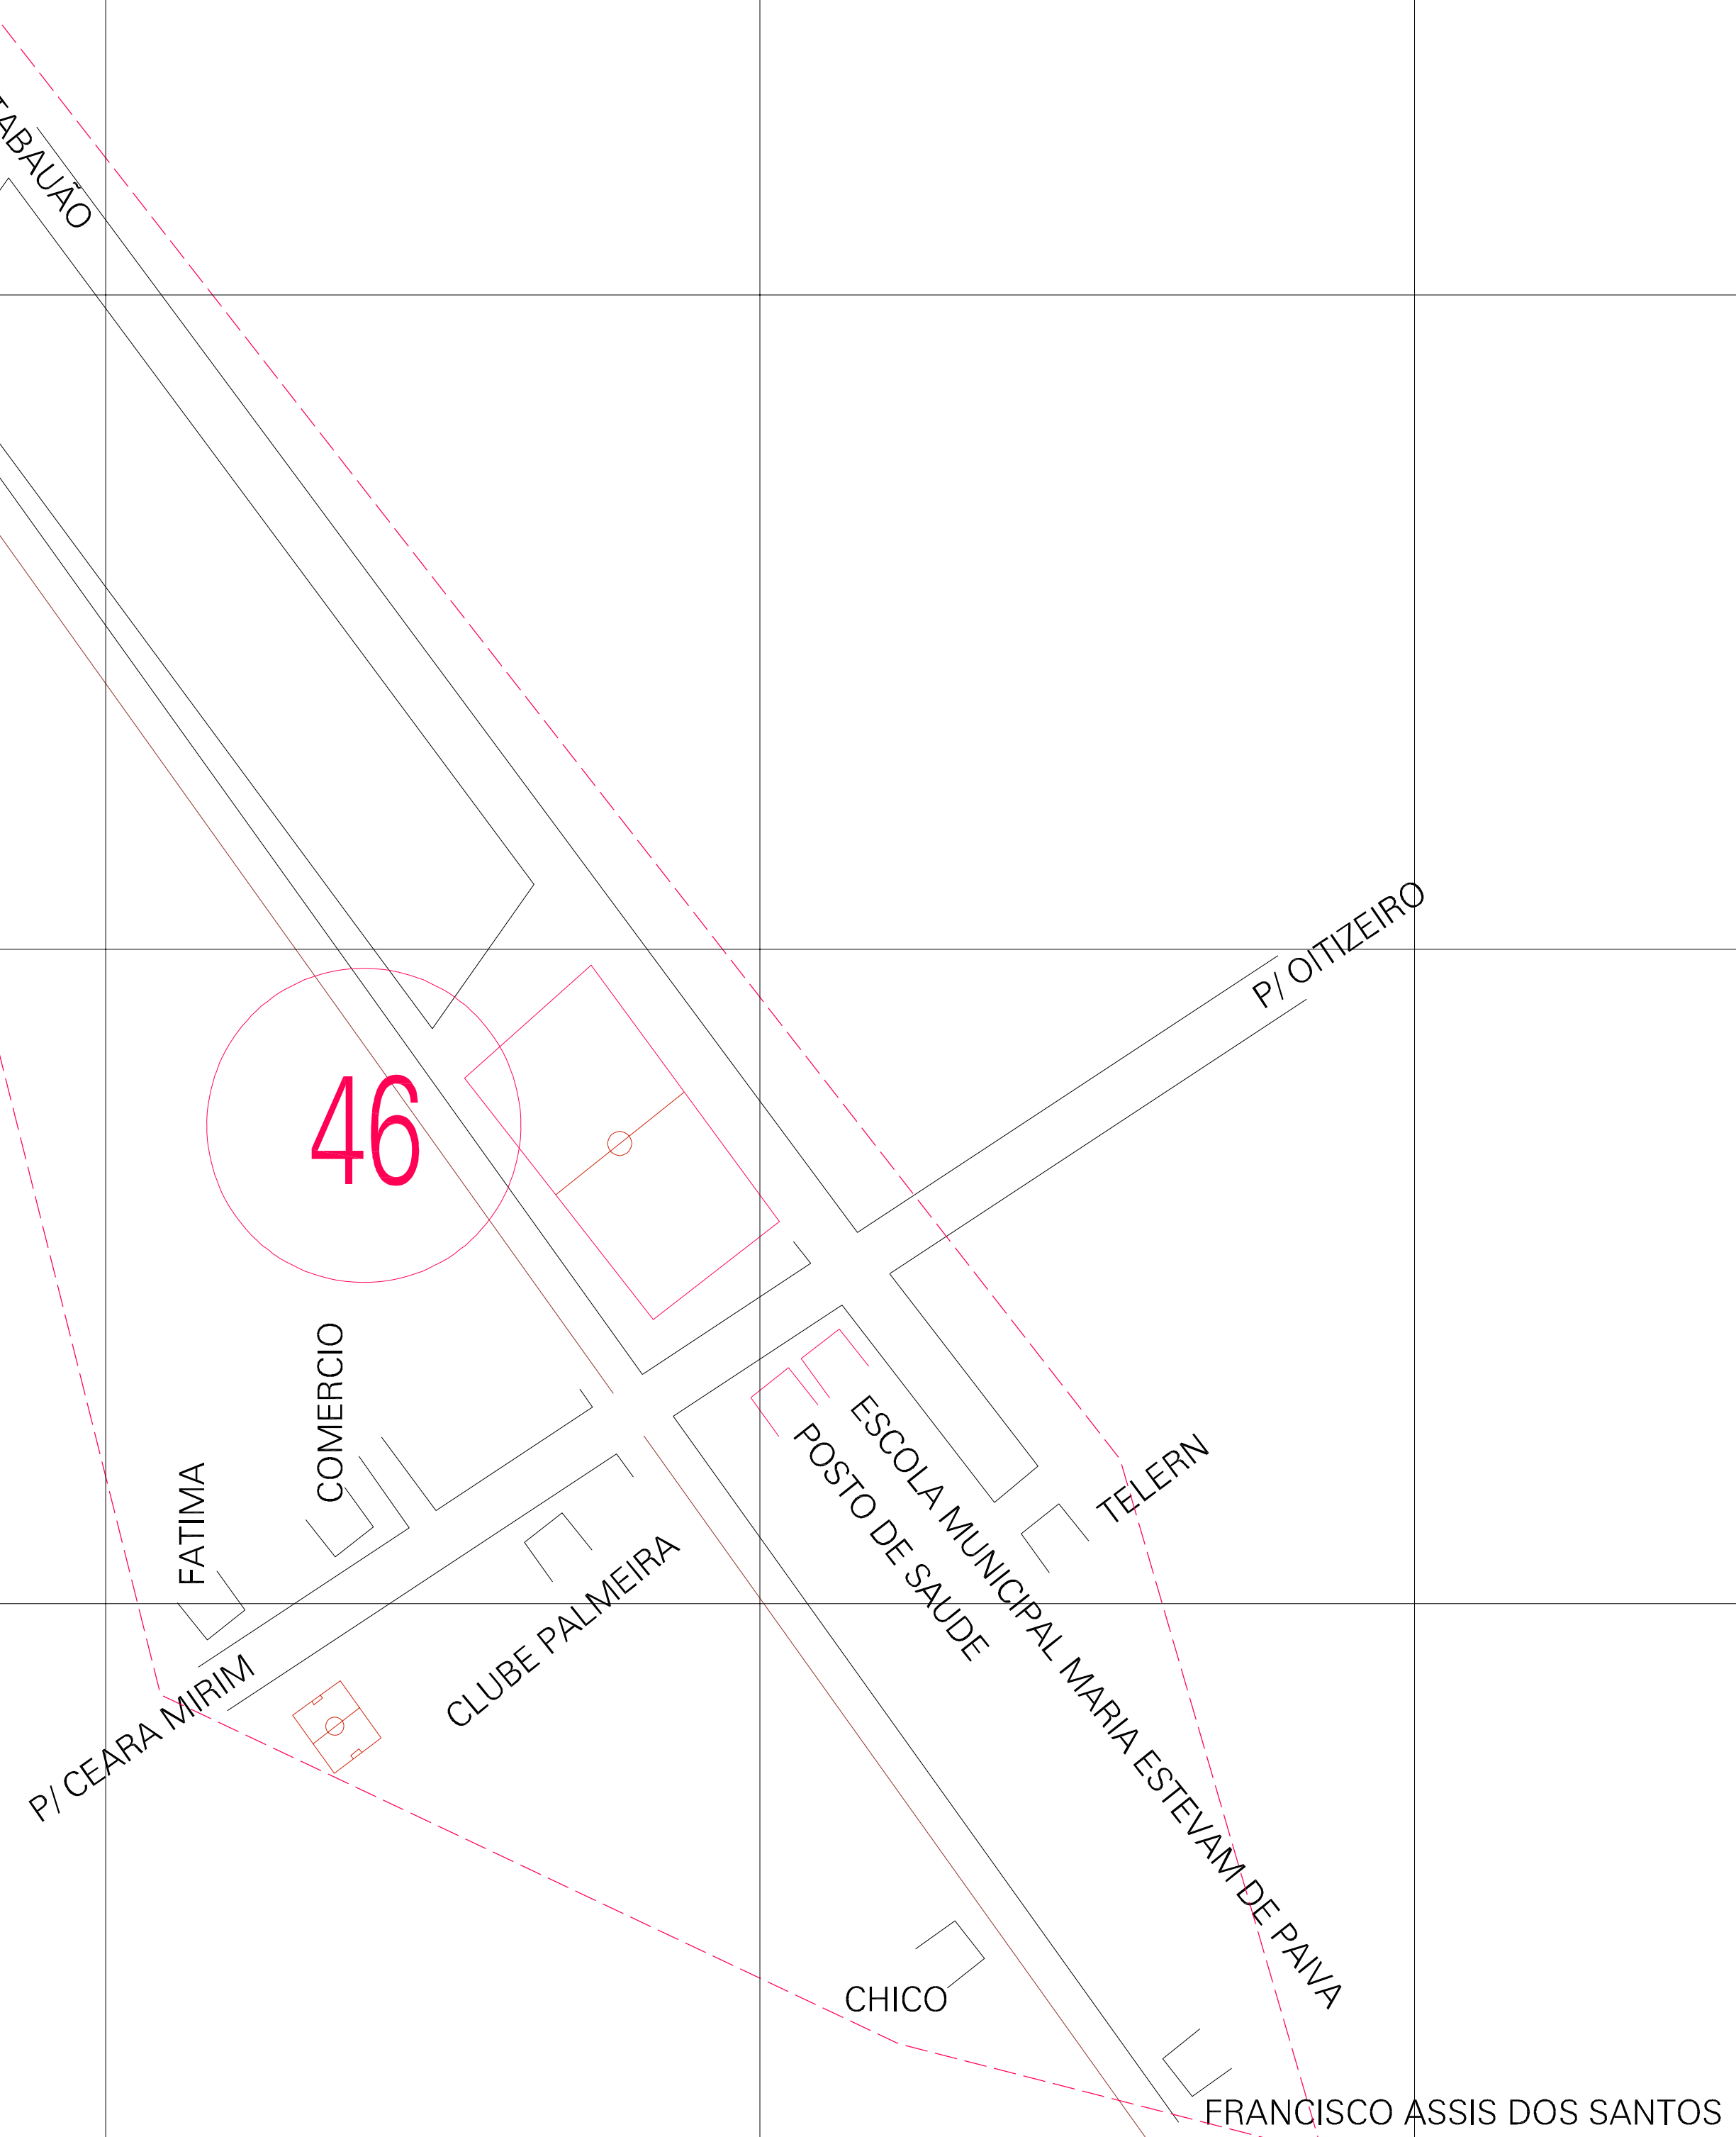 P/ OITIZEIRO
46
COMERCIO
FATIMA
TELERN
ESCOLA MUNICIPAL MARIA ESTEVAM DE PAIVA
POSTO DE SAUDE
CLUBE PALMEIRA
P/ CEARA MIRIM
CHICO
FRANCISCO ASSIS DOS SANTOS